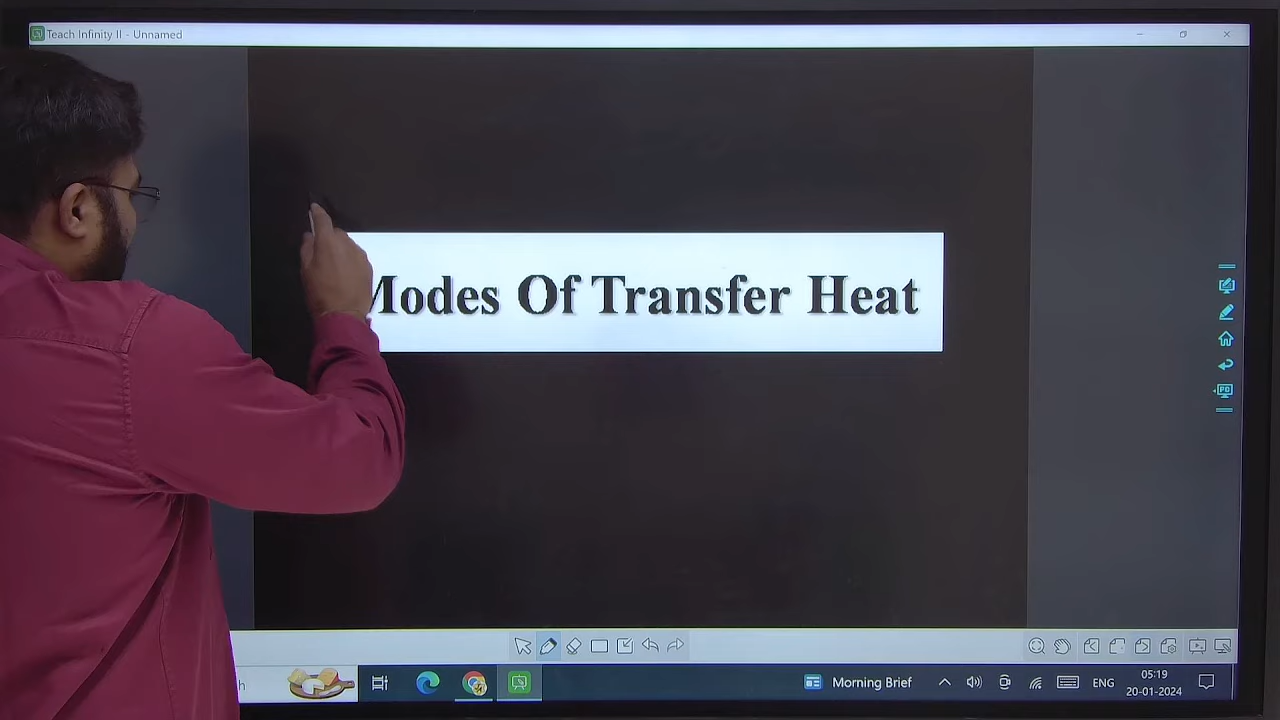 Teach Infinity II - Unnamed
Modes Of Transfer Heat
Morning Brief
ENG
05:19
20-01-2024